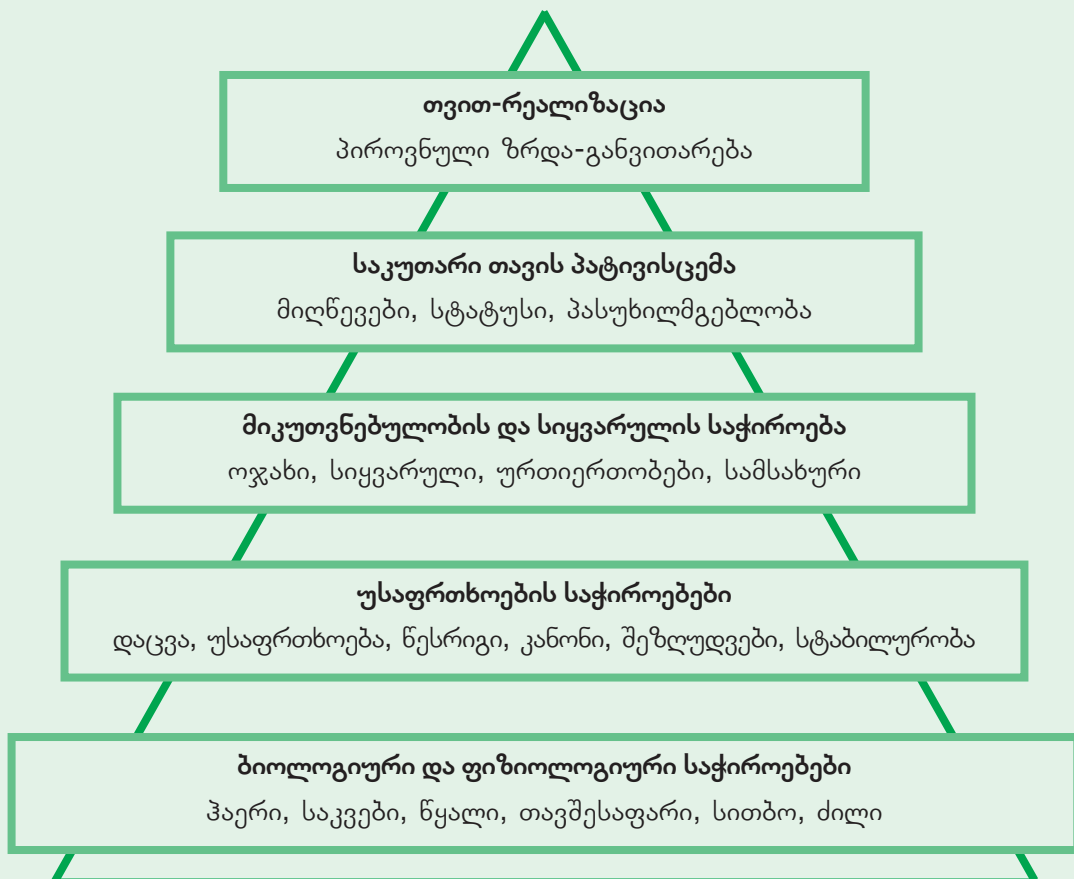 თვით-რეალიზაცია
პიროვნული ზრდა-განვითარება
საკუთარი თავის პატივისცემა
მიღწევები, სტატუსი, პასუხილმგებლობა
მიკუთვნებულობის და სიყვარულის საჭიროება
ოჯახი, სიყვარული, ურთიერთობები, სამსახური
უსაფრთხოების საჭიროებები
დაცვა, უსაფრთხოება, წესრიგი, კანონი, შეზღუდვები, სტაბილურობა
ბიოლოგიური და ფიზიოლოგიური საჭიროებები
ჰაერი, საკვები, წყალი, თავშესაფარი, სითბო, ძილი